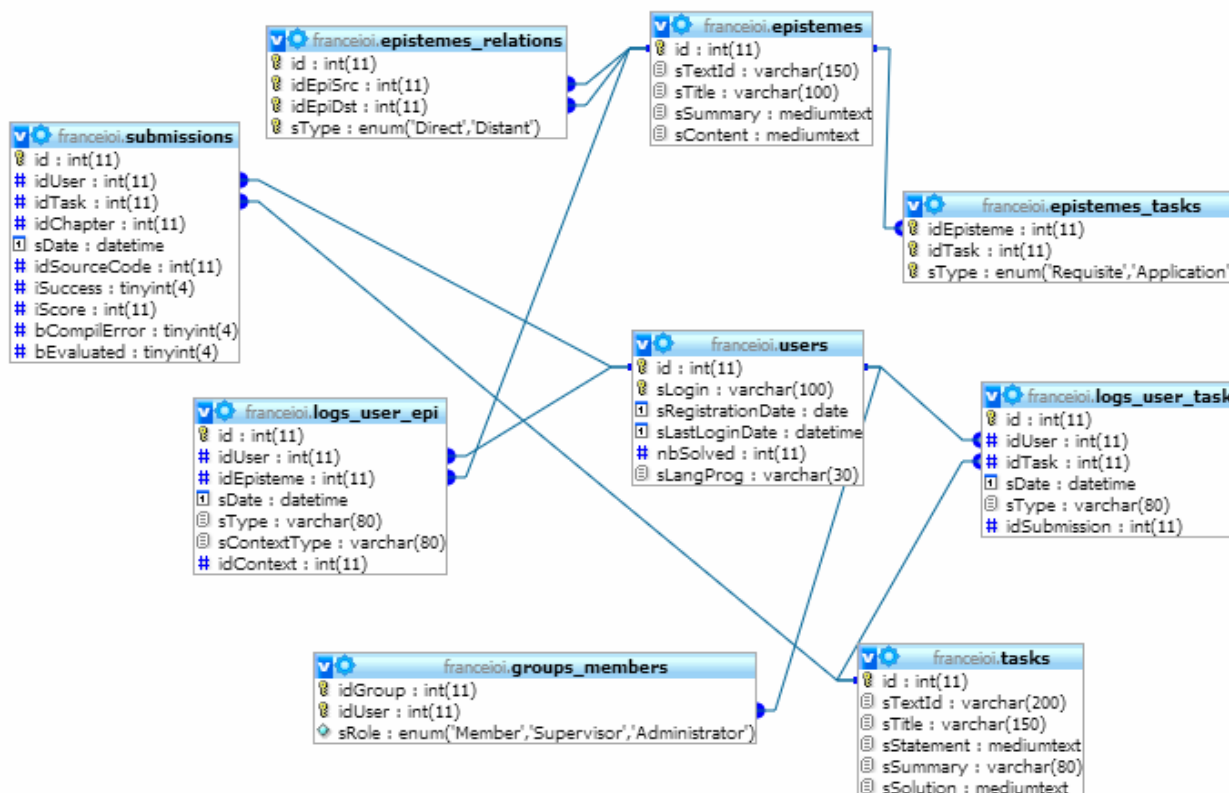 franceioi.epistemes_relations
id : int(11)
idEpiSrc : int(11)
idEpiDst : int(11)
sType : enum('Direct','Distant')
franceioi.epistemes
id : int(11)
sTextId : varchar(150)
sTitle : varchar(100)
sSummary : mediumtext
sContent : mediumtext
franceioi.submissions
id : int(11)
idUser : int(11)
idTask : int(11)
idChapter : int(11)
sDate : datetime
idSourceCode : int(11)
iSuccess : tinyint(4)
iScore : int(11)
bCompilError : tinyint(4)
bEvaluated : tinyint(4)
franceioi.epistemes_tasks
idEpisteme : int(11)
idTask : int(11)
sType : enum('Requisite','Application'
franceioi.users
id : int(11)
sLogin : varchar(100)
sRegistrationDate : date
sLastLoginDate : datetime
nbSolved : int(11)
sLangProg : varchar(30)
franceioi.logs_user_epi
id : int(11)
idUser : int(11)
idEpisteme : int(11)
sDate : datetime
sType : varchar(80)
sContextType : varchar(80)
idContext : int(11)
franceioi.logs_user_task
id : int(11)
idUser : int(11)
idTask : int(11)
sDate : datetime
sType : varchar(80)
idSubmission : int(11)
franceioi.groups_members
idGroup : int(11)
idUser : int(11)
sRole : enum('Member','Supervisor','Administrator')
franceioi.tasks
id : int(11)
sTextId : varchar(200)
sTitle : varchar(150)
sStatement : mediumtext
sSummary : varchar(80)
sSolution : mediumtext